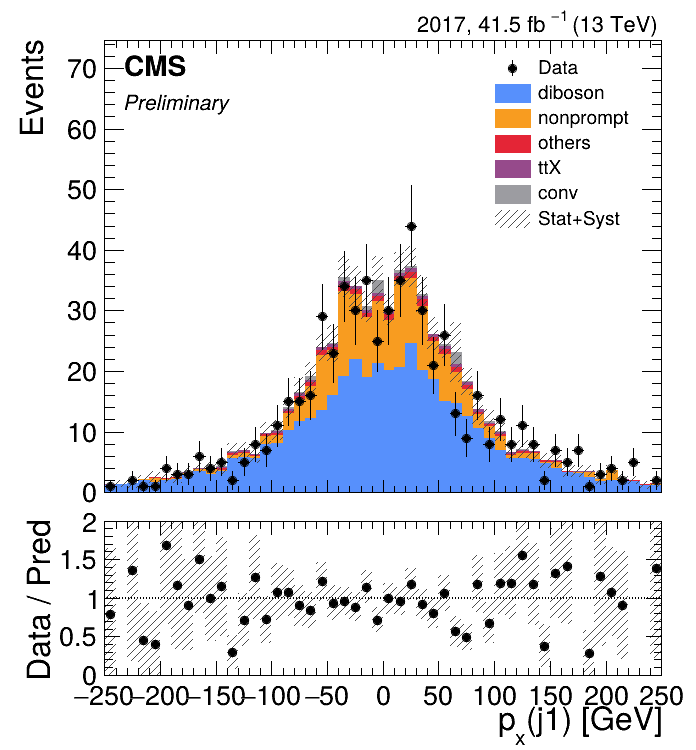 2017, 41.5 fb⁻¹ (13 TeV)
CMS
Preliminary
Events
70
60
50
40
30
20
10
0
Data
diboson
nonprompt
others
ttX
conv
Stat+Syst
Data / Pred
2
1.5
1
0.5
0
−250 −200 −150 −100 −50 0 50 100 150 200 250
pₓ(j1) [GeV]